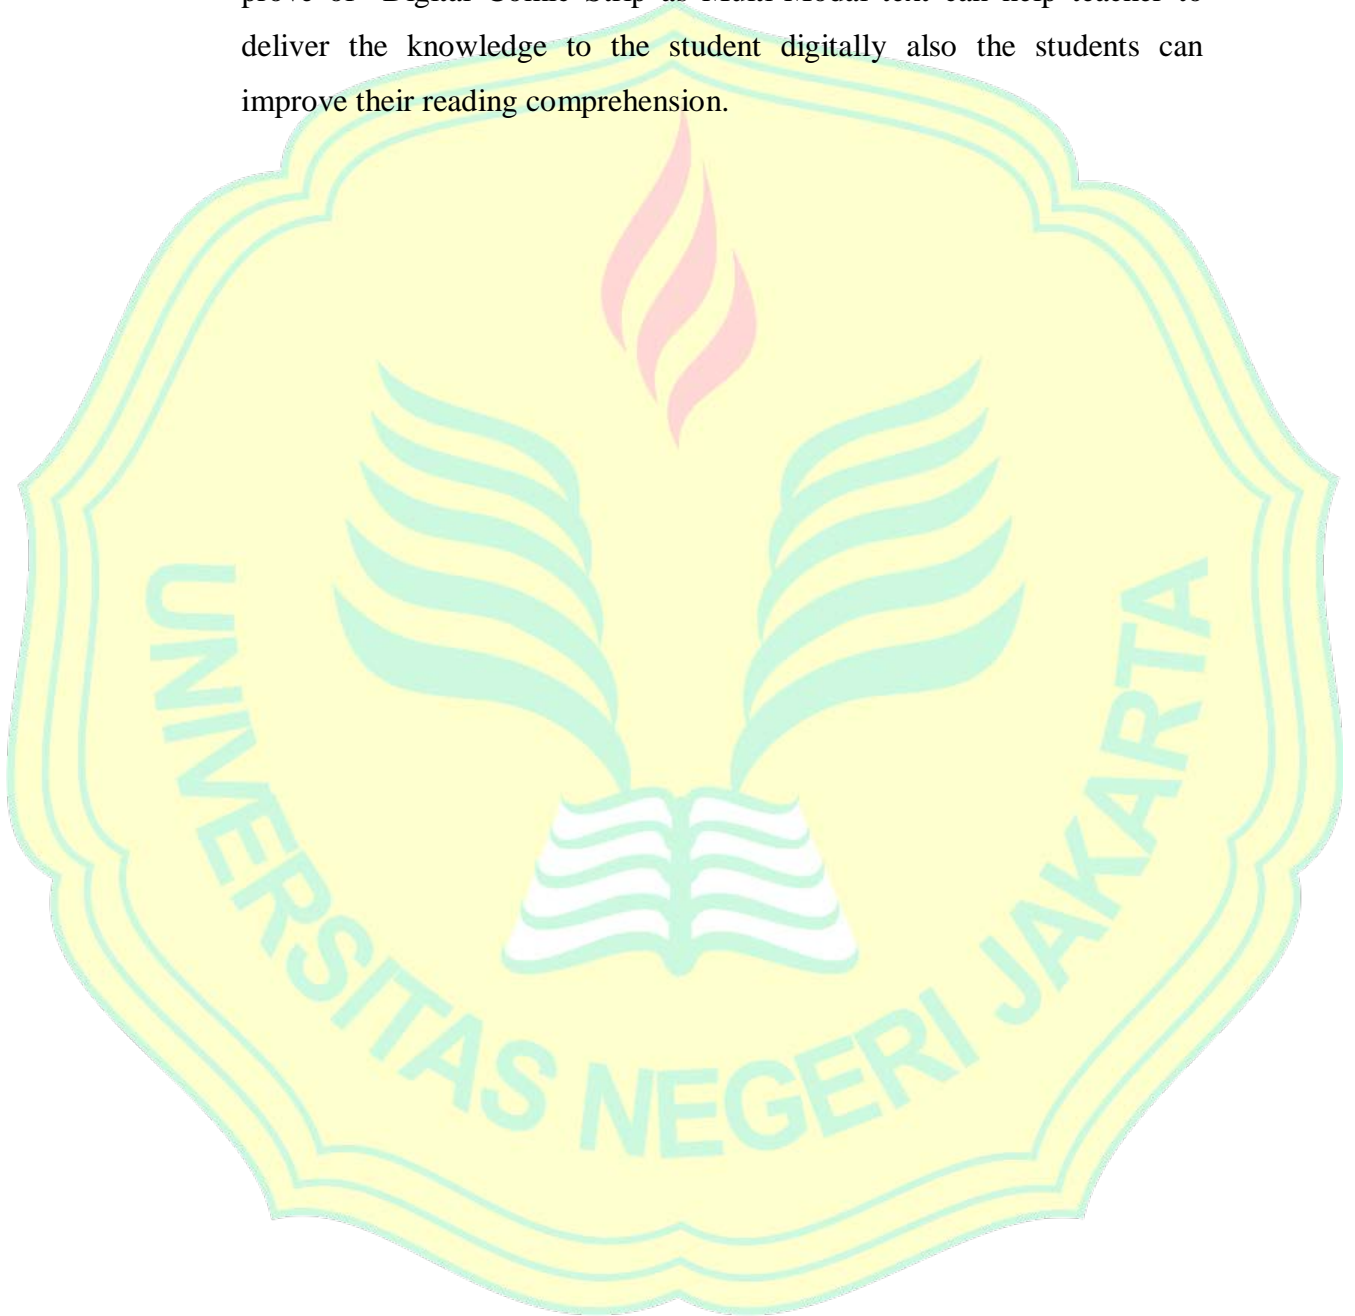 prove of "Digital Comic Strip as Multi Modal text can help teacher to
deliver the knowledge to the student digitally also the students can
improve their reading comprehension.
UNIVERSITAS NEGERI JAKARTA